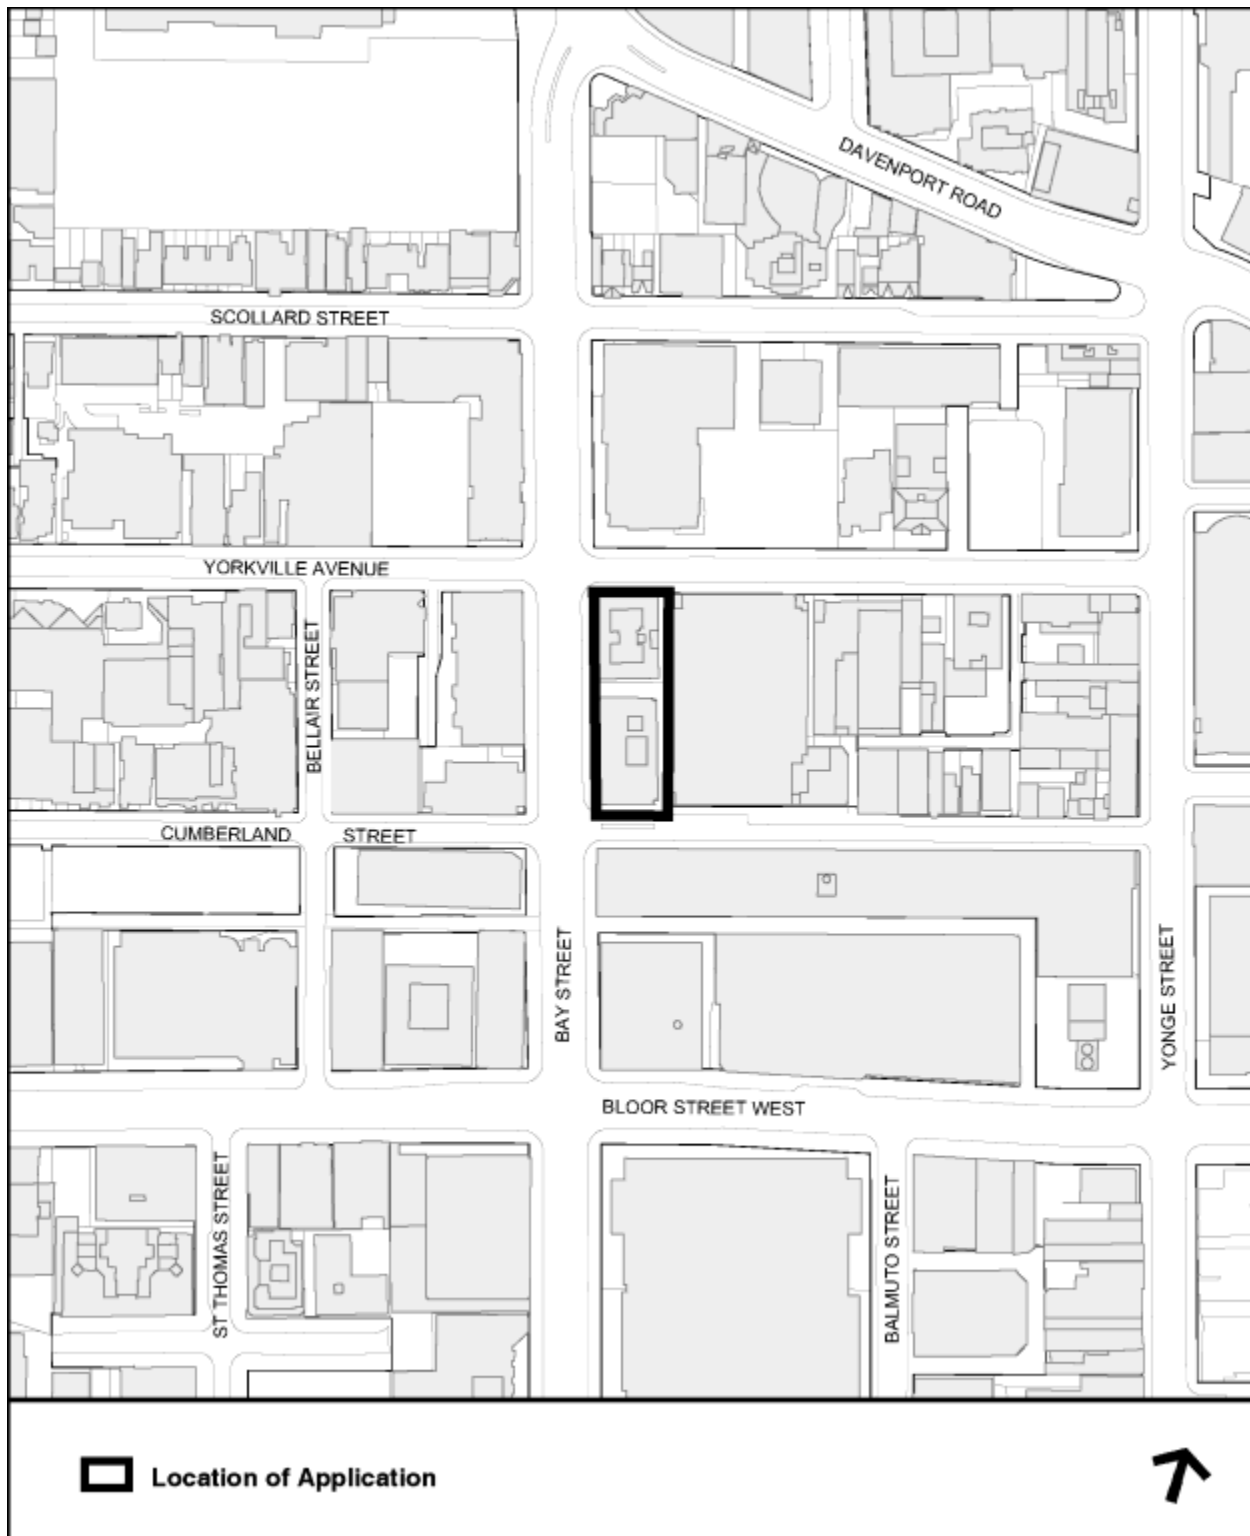 DAVENPORT ROAD
SCOLLARD STREET
YORKVILLE AVENUE
BELLAIR STREET
CUMBERLAND STREET
BAY STREET
YONGE STREET
BLOOR STREET WEST
ST THOMAS STREET
BALMUTO STREET
Location of Application